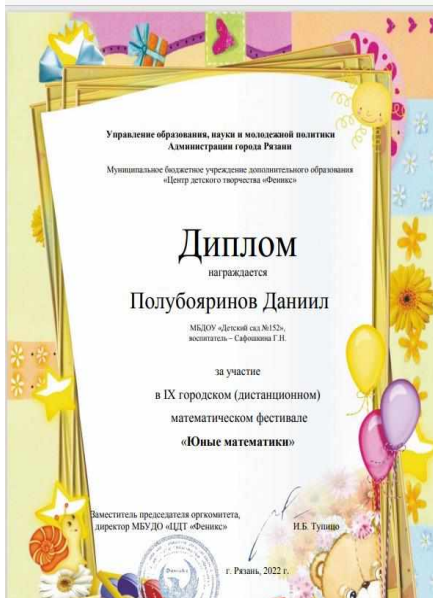 Управление образования, науки и молодежной политики
Администрации города Рязани
Муниципальное бюджетное учреждение дополнительного образования
«Центр детского творчества «Феникс»
Диплом
награждается
Полубояринов Даниил
МБДОУ «Детский сад №152»,
воспитатель – Сафошкина Г.Н.
за участие
в IX городском (дистанционном)
математическом фестивале
«Юные математики»
Заместитель председателя оргкомитета,
директор МБУДО «ЦДТ «Феникс» И.Б. Тупицо
г. Рязань, 2022 г.